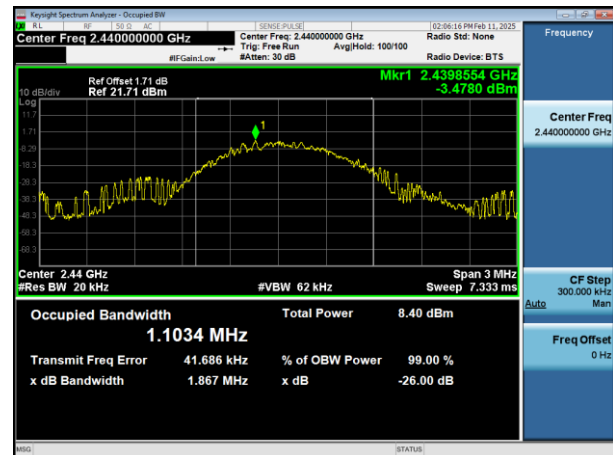 Keysight Spectrum Analyzer - Occupied BW
RL RF 50 Ω AC SENSE:PULSE 02:06:16 PM Feb 11, 2025
Center Freq 2.440000000 GHz
Center Freq: 2.440000000 GHz
Radio Std: None
Trig: Free Run Avg|Hold: 100/100
#IFGain:Low #Atten: 30 dB Radio Device: BTS
Frequency
Mkr1 2.4398554 GHz
-3.4780 dBm
Ref Offset 1.71 dB
10 dB/div Ref 21.71 dBm
Log
11.7
1.71
-8.29
-18.3
-28.3
-38.3
-48.3
-58.3
-68.3
1
Center 2.44 GHz Span 3 MHz
#Res BW 20 kHz #VBW 62 kHz Sweep 7.333 ms
Occupied Bandwidth Total Power 8.40 dBm
1.1034 MHz
Transmit Freq Error 41.686 kHz % of OBW Power 99.00 %
x dB Bandwidth 1.867 MHz x dB -26.00 dB
Center Freq
2.440000000 GHz
CF Step
300.000 kHz
Auto Man
Freq Offset
0 Hz
MSG STATUS